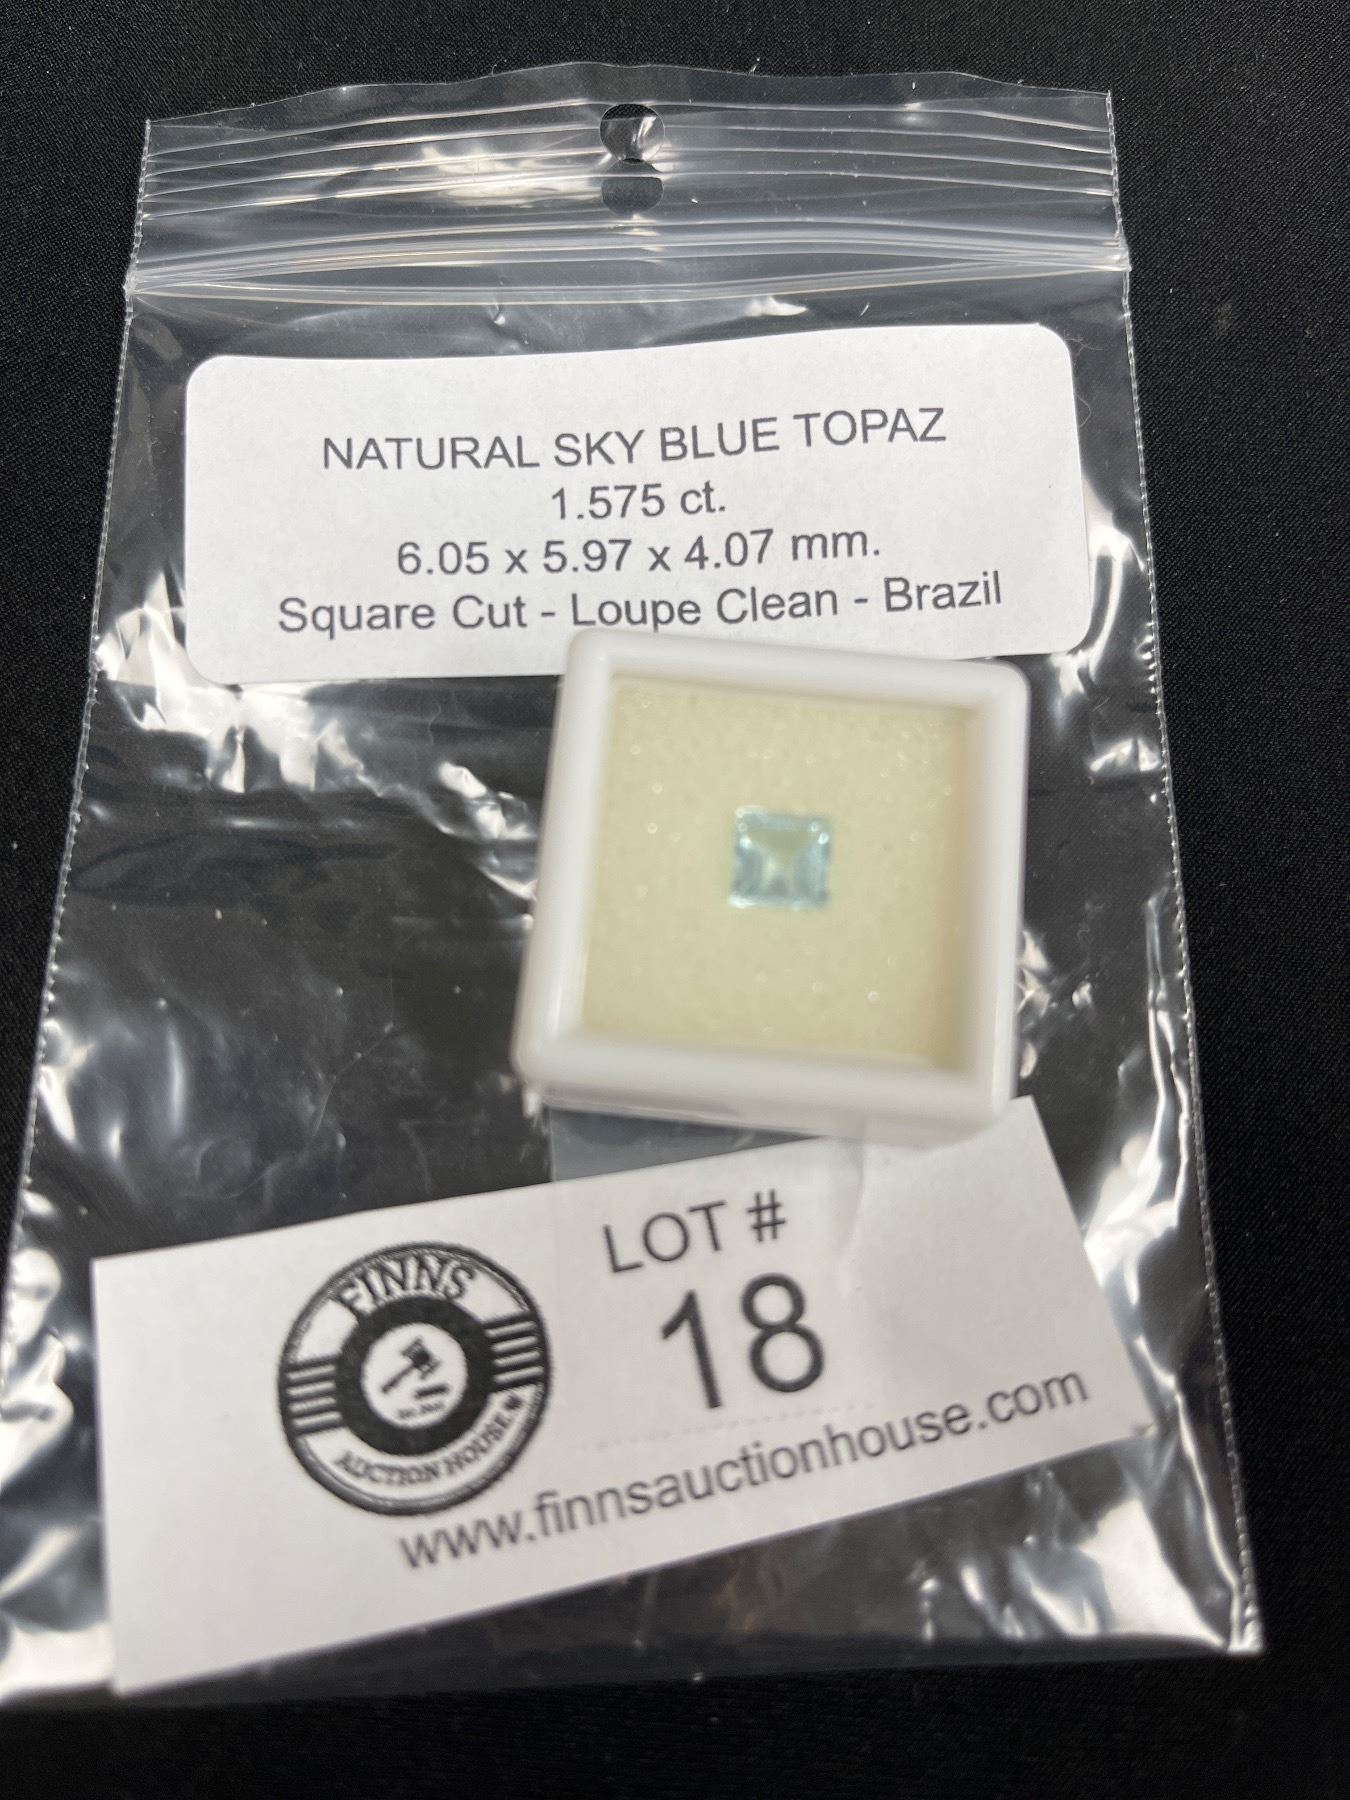 NATURAL SKY BLUE TOPAZ
1.575 ct.
6.05 x 5.97 x 4.07 mm.
Square Cut - Loupe Clean - Brazil
LOT #
18
FINNS
AUCTION HOUSE
www.finnsauctionhouse.com